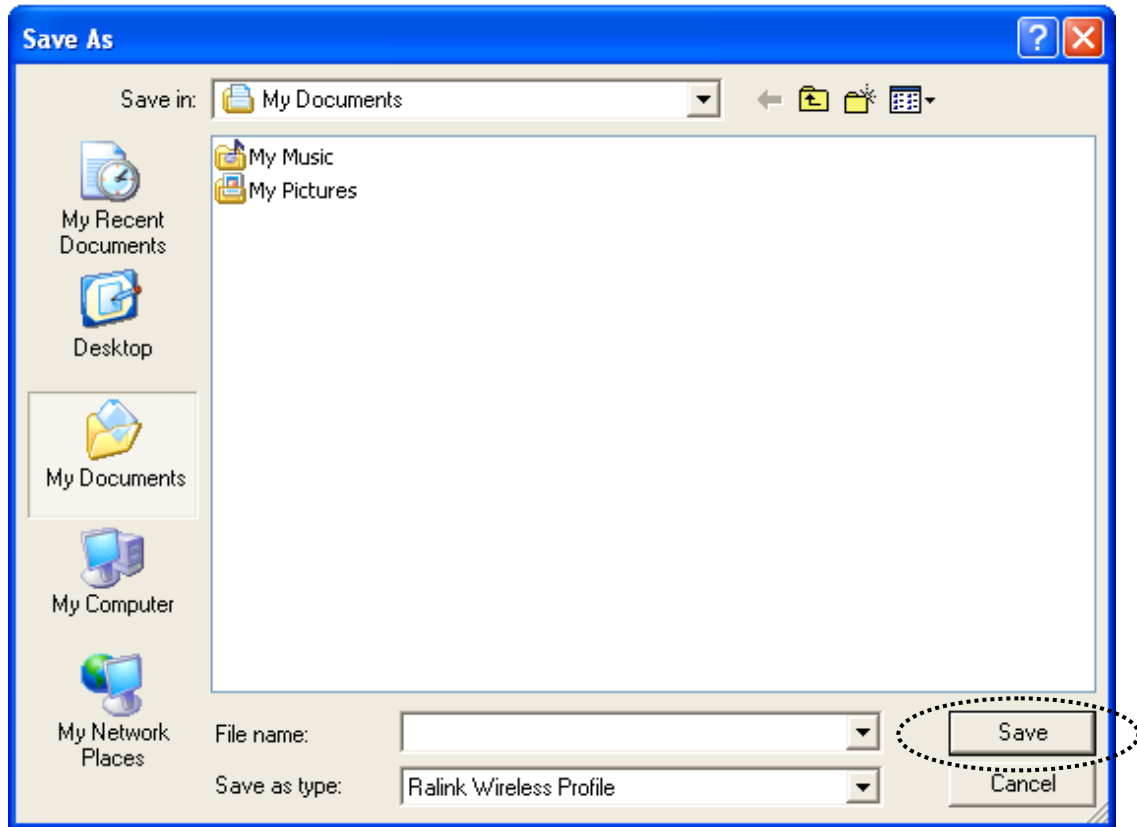 Save As
Save in:
My Documents
My Music
My Pictures
My Recent
Documents
Desktop
My Documents
My Computer
My Network
Places
File name:
Save
Save as type:
Ralink Wireless Profile
Cancel